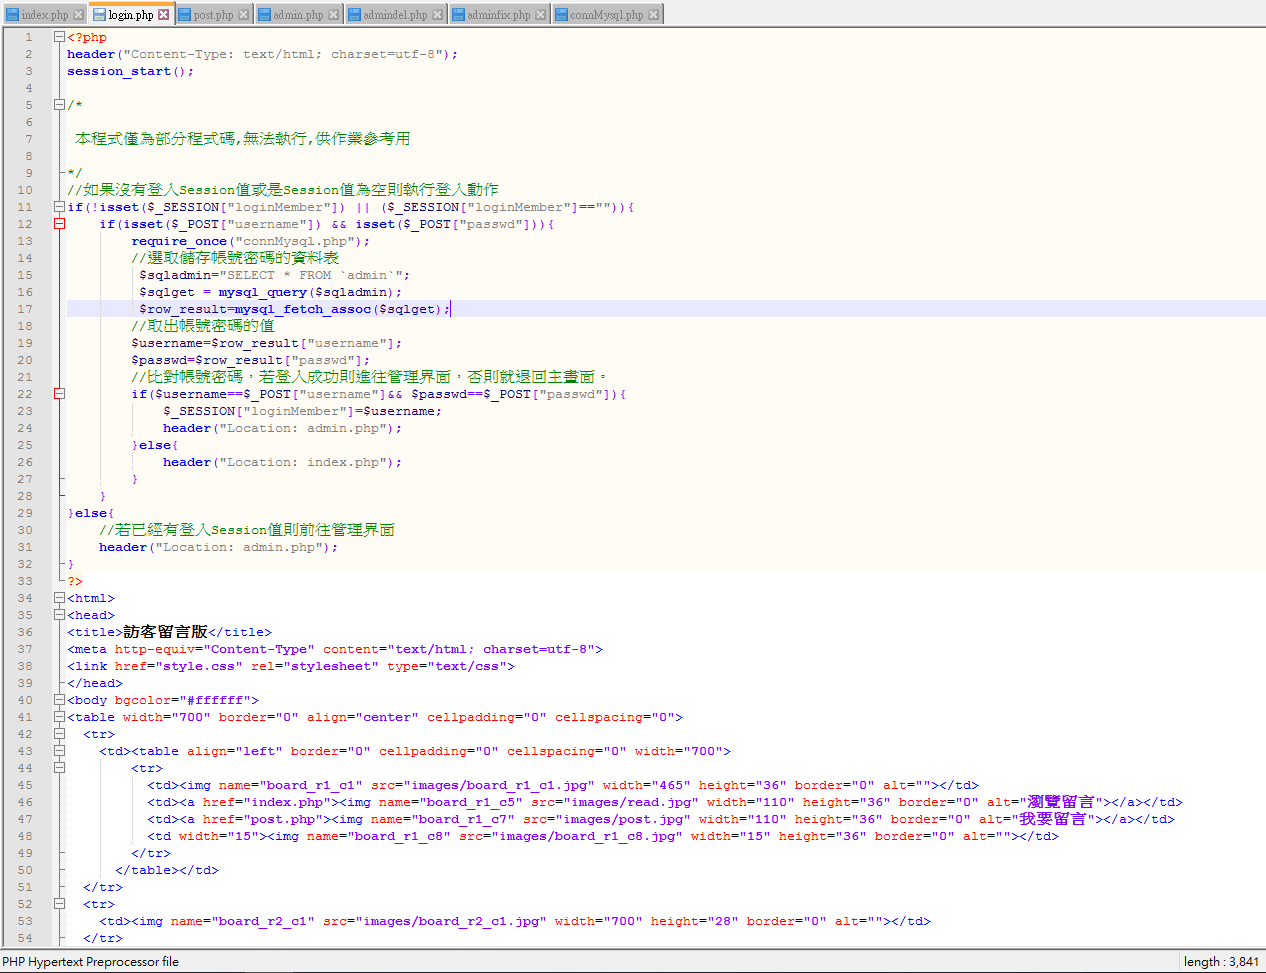 index.php login.php post.php admin.php admindel.php adminfix.php connMysql.php
1 <?php
2 header("Content-Type: text/html; charset=utf-8");
3 session_start();
4
5 /*
6
7 本程式僅為部分程式碼,無法執行,供作業參考用
8
9 */
10 //如果沒有登入Session值或是Session值為空則執行登入動作
11 if(!isset($_SESSION["loginMember"]) || ($_SESSION["loginMember"]=="")){
12 if(isset($_POST["username"]) && isset($_POST["passwd"])){
13 require_once("connMysql.php");
14 //選取儲存帳號密碼的資料表
15 $sqladmin="SELECT * FROM `admin`";
16 $sqlget = mysql_query($sqladmin);
17 $row_result=mysql_fetch_assoc($sqlget);
18 //取出帳號密碼的值
19 $username=$row_result["username"];
20 $passwd=$row_result["passwd"];
21 //比對帳號密碼，若登入成功則進往管理界面，否則就退回主畫面。
22 if($username==$_POST["username"]&& $passwd==$_POST["passwd"]){
23 $_SESSION["loginMember"]=$username;
24 header("Location: admin.php");
25 }else{
26 header("Location: index.php");
27 }
28 }
29 }else{
30 //若已經有登入Session值則前往管理界面
31 header("Location: admin.php");
32 }
33 ?>
34 <html>
35 <head>
36 <title>訪客留言版</title>
37 <meta http-equiv="Content-Type" content="text/html; charset=utf-8">
38 <link href="style.css" rel="stylesheet" type="text/css">
39 </head>
40 <body bgcolor="#ffffff">
41 <table width="700" border="0" align="center" cellpadding="0" cellspacing="0">
42 <tr>
43 <td><table align="left" border="0" cellpadding="0" cellspacing="0" width="700">
44 <tr>
45 <td><img name="board_r1_c1" src="images/board_r1_c1.jpg" width="465" height="36" border="0" alt=""></td>
46 <td><a href="index.php"><img name="board_r1_c5" src="images/read.jpg" width="110" height="36" border="0" alt="瀏覽留言"></a></td>
47 <td><a href="post.php"><img name="board_r1_c7" src="images/post.jpg" width="110" height="36" border="0" alt="我要留言"></a></td>
48 <td width="15"><img name="board_r1_c8" src="images/board_r1_c8.jpg" width="15" height="36" border="0" alt=""></td>
49 </tr>
50 </table></td>
51 </tr>
52 <tr>
53 <td><img name="board_r2_c1" src="images/board_r2_c1.jpg" width="700" height="28" border="0" alt=""></td>
54 </tr>
PHP Hypertext Preprocessor file length : 3,841